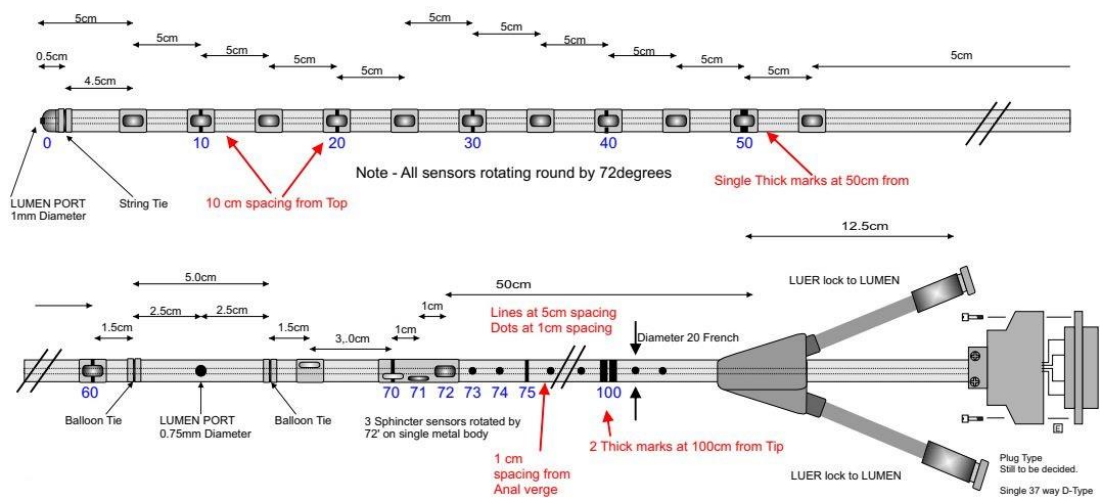 5cm
5cm
5cm
5cm
5cm
5cm
5cm
5cm
5cm
5cm
5cm
5cm
0.5cm
4.5cm
0
10
20
30
40
50
Note - All sensors rotating round by 72degrees
LUMEN PORT
1mm Diameter
String Tie
10 cm spacing from Top
Single Thick marks at 50cm from
12.5cm
5.0cm
2.5cm
2.5cm
1.5cm
1.5cm
3,.0cm
1cm
1cm
50cm
Lines at 5cm spacing
Dots at 1cm spacing
Diameter 20 French
LUER lock to LUMEN
60
70
71
72
73
74
75
100
Balloon Tie
LUMEN PORT
0.75mm Diameter
Balloon Tie
3 Sphincter sensors rotated by
72' on single metal body
1 cm
spacing from
Anal verge
2 Thick marks at 100cm from Tip
LUER lock to LUMEN
E
Plug Type
Still to be decided.
Single 37 way D-Type